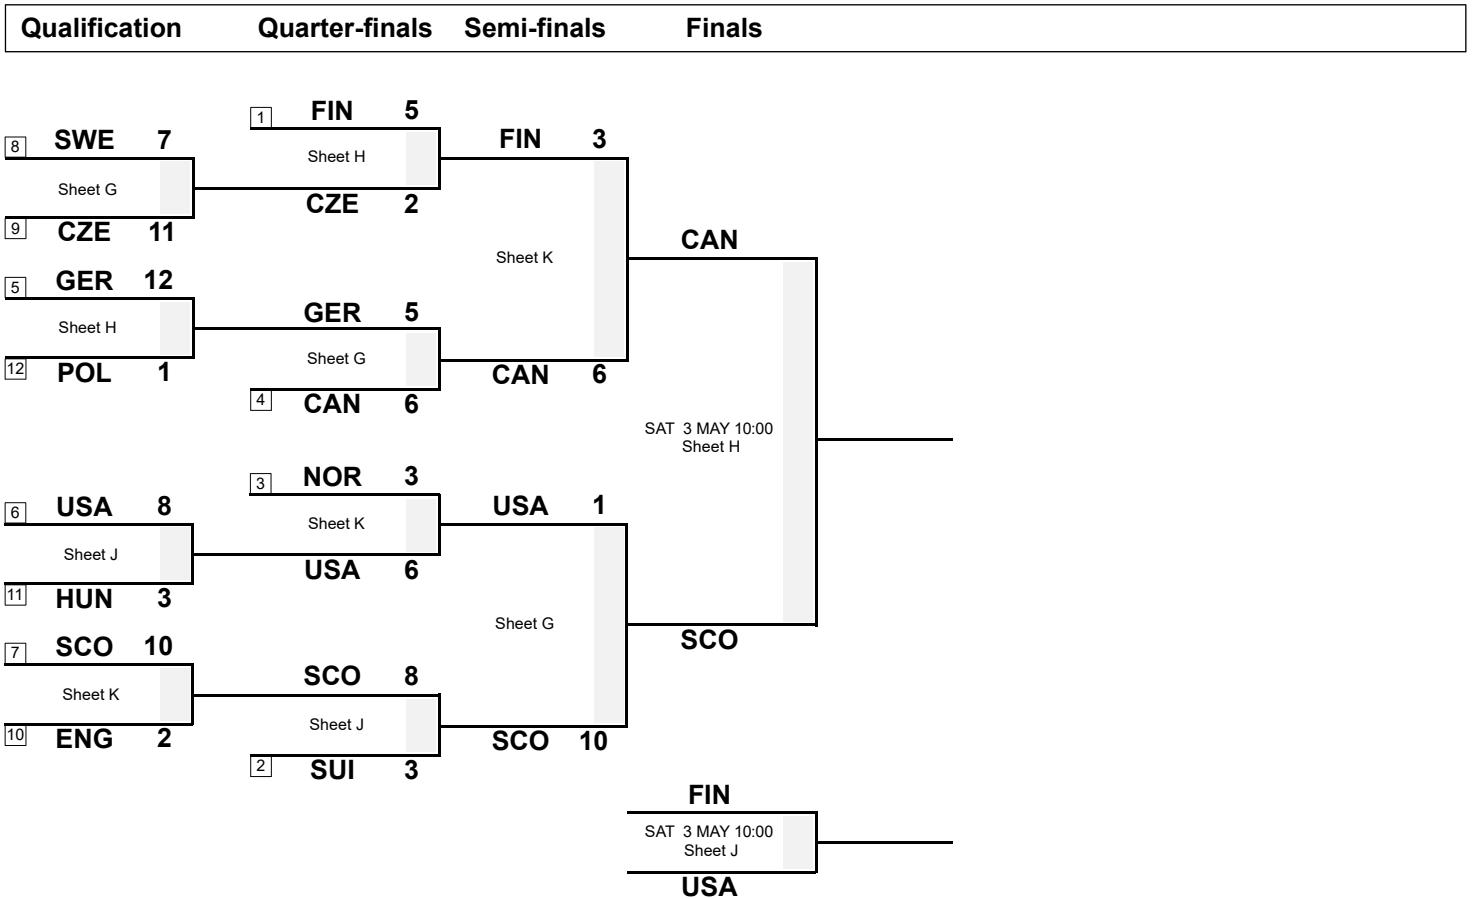 Qualification Quarter-finals Semi-finals Finals
1 FIN 5
8 SWE 7
FIN 3
Sheet H
Sheet G
CZE 2
9 CZE 11
CAN
Sheet K
5 GER 12
GER 5
Sheet H
Sheet G
12 POL 1
CAN 6
4 CAN 6
SAT 3 MAY 10:00
Sheet H
3 NOR 3
6 USA 8
USA 1
Sheet K
Sheet J
USA 6
11 HUN 3
Sheet G
7 SCO 10
SCO
SCO 8
Sheet K
Sheet J
10 ENG 2
SCO 10
2 SUI 3
FIN
SAT 3 MAY 10:00
Sheet J
USA